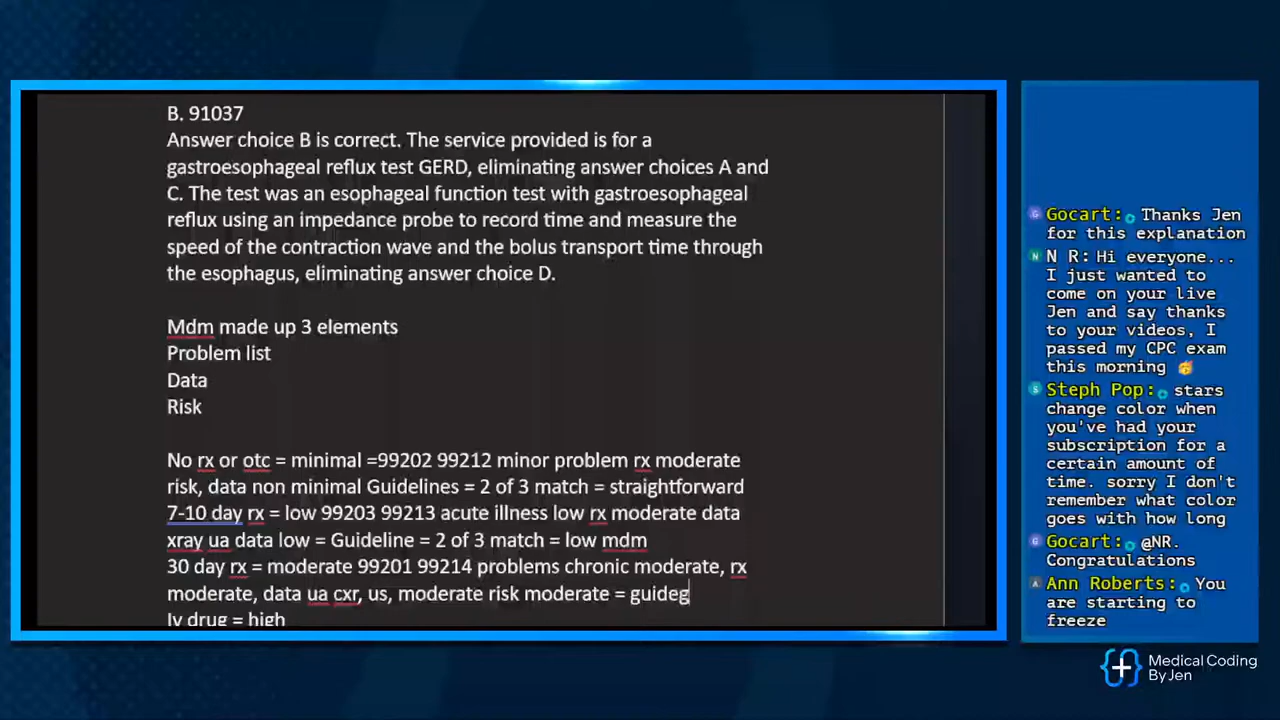 B. 91037
Answer choice B is correct. The service provided is for a
gastroesophageal reflux test GERD, eliminating answer choices A and
C. The test was an esophageal function test with gastroesophageal
reflux using an impedance probe to record time and measure the
speed of the contraction wave and the bolus transport time through
the esophagus, eliminating answer choice D.
Mdm made up 3 elements
Problem list
Data
Risk
No rx or otc = minimal =99202 99212 minor problem rx moderate
risk, data non minimal Guidelines = 2 of 3 match = straightforward
7-10 day rx = low 99203 99213 acute illness low rx moderate data
xray ua data low = Guideline = 2 of 3 match = low mdm
30 day rx = moderate 99201 99214 problems chronic moderate, rx
moderate, data ua cxr, us, moderate risk moderate = guideg
Iv drug = high
Gocart: Thanks Jen
for this explanation
N R: Hi everyone...
I just wanted to
come on your live
Jen and say thanks
to your videos, I
passed my CPC exam
this morning 🥳
Steph Pop: stars
change color when
you've had your
subscription for a
certain amount of
time. sorry I don't
remember what color
goes with how long
Gocart: @NR.
Congratulations
Ann Roberts: You
are starting to
freeze
Medical Coding
By Jen